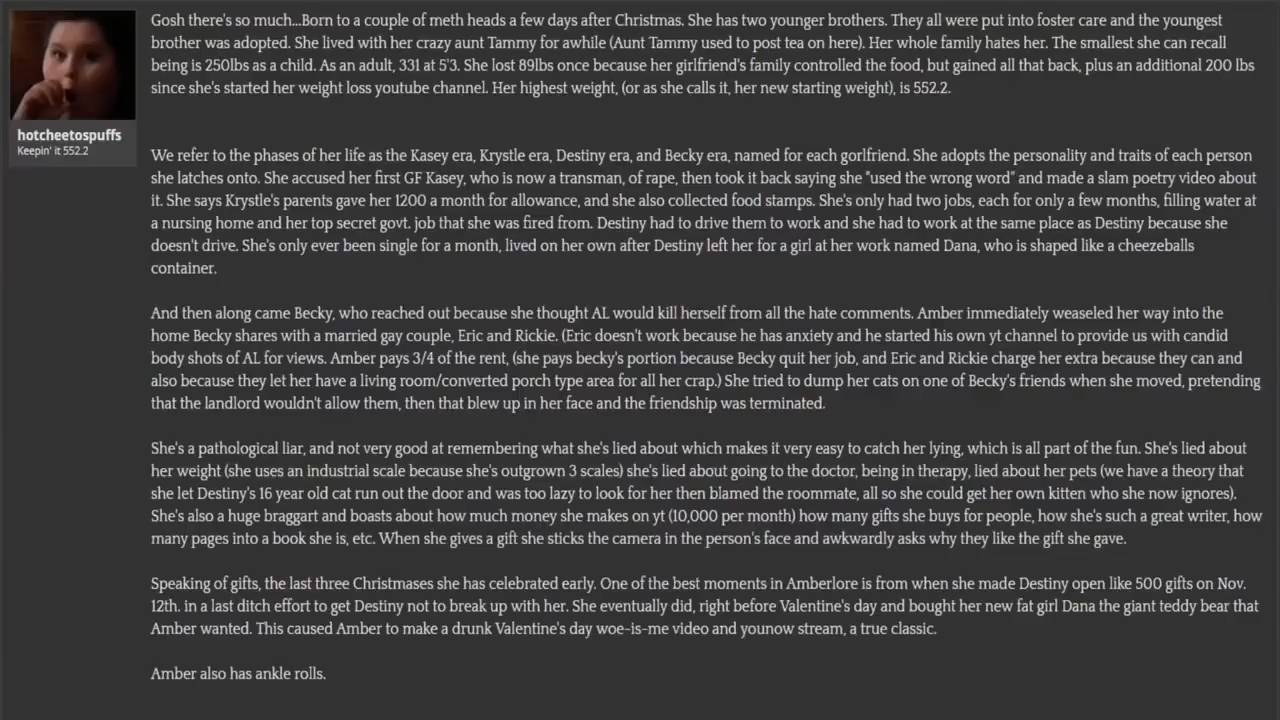 Gosh there's so much...Born to a couple of meth heads a few days after Christmas. She has two younger brothers. They all were put into foster care and the youngest
brother was adopted. She lived with her crazy aunt Tammy for awhile (Aunt Tammy used to post tea on here). Her whole family hates her. The smallest she can recall
being is 250lbs as a child. As an adult, 331 at 5'3. She lost 89lbs once because her girlfriend's family controlled the food, but gained all that back, plus an additional 200 lbs
since she's started her weight loss youtube channel. Her highest weight, (or as she calls it, her new starting weight), is 552.2.
hotcheetospuffs
Keepin' it 552.2
We refer to the phases of her life as the Kasey era, Krystle era, Destiny era, and Becky era, named for each gorlfriend. She adopts the personality and traits of each person
she latches onto. She accused her first GF Kasey, who is now a transman, of rape, then took it back saying she "used the wrong word" and made a slam poetry video about
it. She says Krystle's parents gave her 1200 a month for allowance, and she also collected food stamps. She's only had two jobs, each for only a few months, filling water at
a nursing home and her top secret govt. job that she was fired from. Destiny had to drive them to work and she had to work at the same place as Destiny because she
doesn't drive. She's only ever been single for a month, lived on her own after Destiny left her for a girl at her work named Dana, who is shaped like a cheezeballs
container.
And then along came Becky, who reached out because she thought AL would kill herself from all the hate comments. Amber immediately weaseled her way into the
home Becky shares with a married gay couple, Eric and Rickie. (Eric doesn't work because he has anxiety and he started his own yt channel to provide us with candid
body shots of AL for views. Amber pays 3/4 of the rent, (she pays becky's portion because Becky quit her job, and Eric and Rickie charge her extra because they can and
also because they let her have a living room/converted porch type area for all her crap.) She tried to dump her cats on one of Becky's friends when she moved, pretending
that the landlord wouldn't allow them, then that blew up in her face and the friendship was terminated.
She's a pathological liar, and not very good at remembering what she's lied about which makes it very easy to catch her lying, which is all part of the fun. She's lied about
her weight (she uses an industrial scale because she's outgrown 3 scales) she's lied about going to the doctor, being in therapy, lied about her pets (we have a theory that
she let Destiny's 16 year old cat run out the door and was too lazy to look for her then blamed the roommate, all so she could get her own kitten who she now ignores).
She's also a huge braggart and boasts about how much money she makes on yt (10,000 per month) how many gifts she buys for people, how she's such a great writer, how
many pages into a book she is, etc. When she gives a gift she sticks the camera in the person's face and awkwardly asks why they like the gift she gave.
Speaking of gifts, the last three Christmases she has celebrated early. One of the best moments in Amberlore is from when she made Destiny open like 500 gifts on Nov.
12th. in a last ditch effort to get Destiny not to break up with her. She eventually did, right before Valentine's day and bought her new fat girl Dana the giant teddy bear that
Amber wanted. This caused Amber to make a drunk Valentine's day woe-is-me video and younow stream, a true classic.
Amber also has ankle rolls.